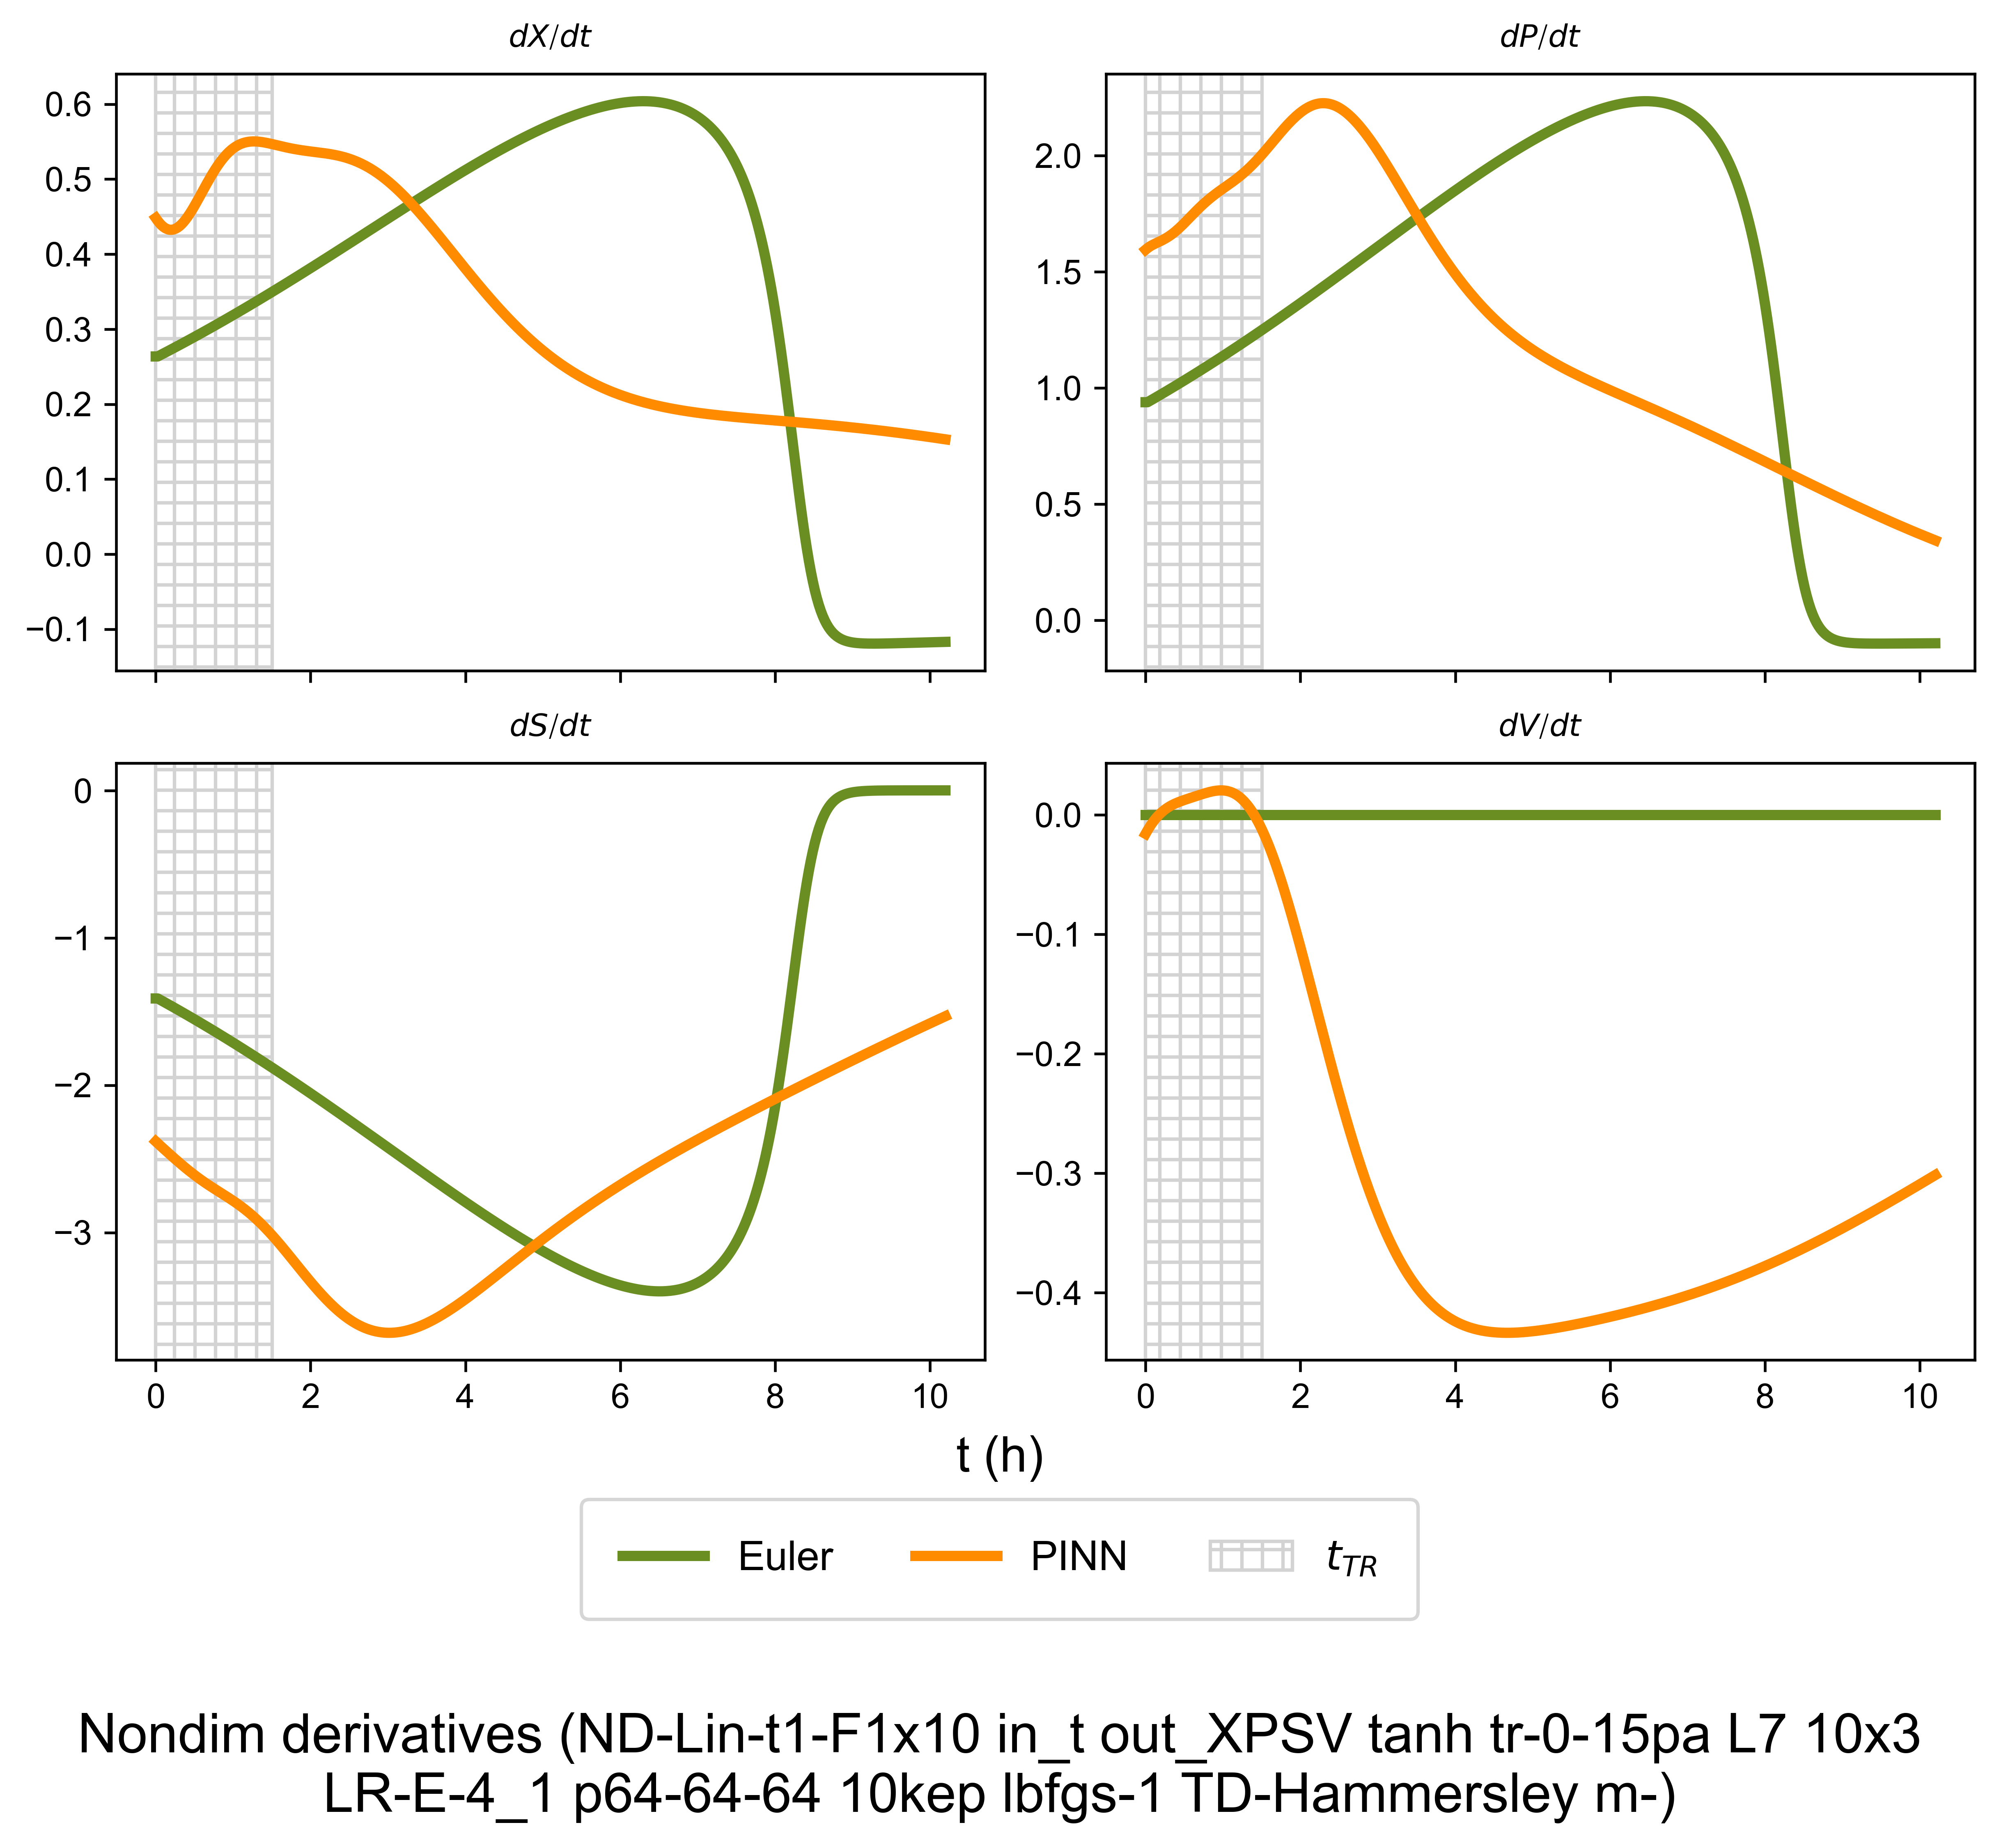 dX/dt
dP/dt
0.6
0.5
0.4
0.3
0.2
0.1
0.0
−0.1
2.0
1.5
1.0
0.5
0.0
dS/dt
dV/dt
0
−1
−2
−3
0 2 4 6 8 10
0.0
−0.1
−0.2
−0.3
−0.4
0 2 4 6 8 10
t (h)
Euler PINN t_TR
Nondim derivatives (ND-Lin-t1-F1x10 in_t out_XPSV tanh tr-0-15pa L7 10x3
LR-E-4_1 p64-64-64 10kep lbfgs-1 TD-Hammersley m-)